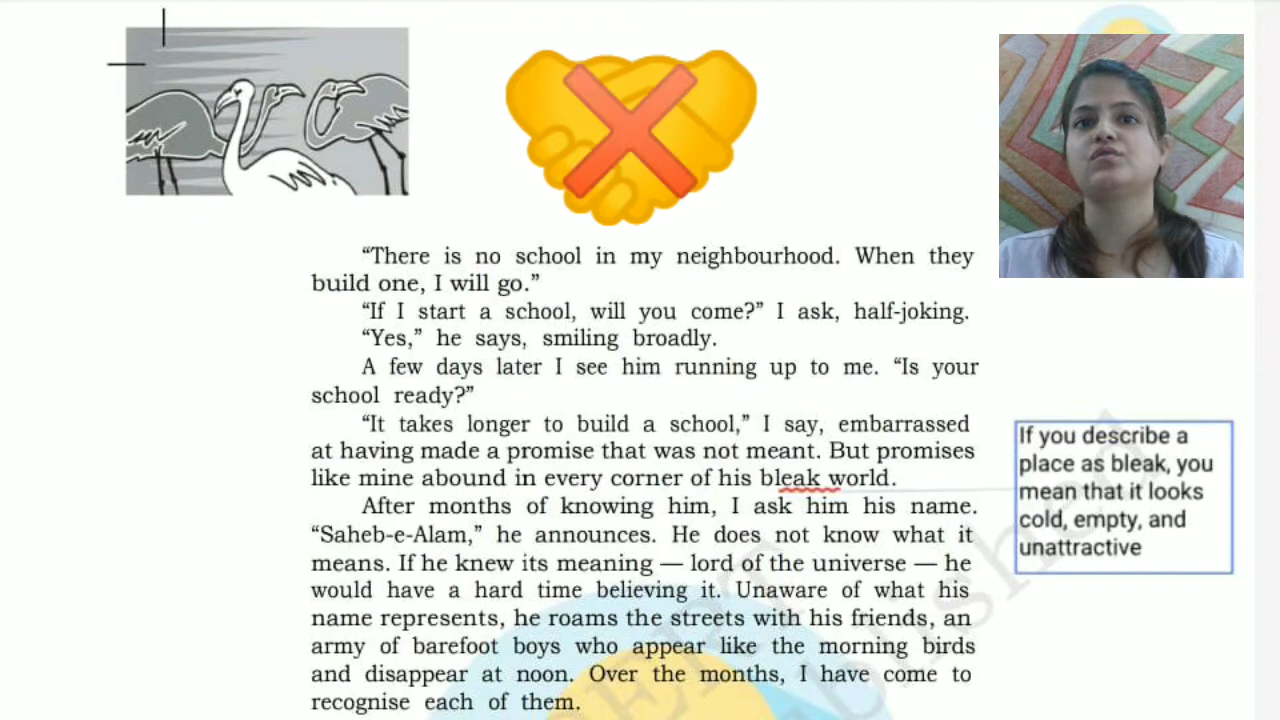 “There is no school in my neighbourhood. When they
build one, I will go.”
“If I start a school, will you come?” I ask, half-joking.
“Yes,” he says, smiling broadly.
A few days later I see him running up to me. “Is your
school ready?”
“It takes longer to build a school,” I say, embarrassed
at having made a promise that was not meant. But promises
like mine abound in every corner of his bleak world.
After months of knowing him, I ask him his name.
“Saheb-e-Alam,” he announces. He does not know what it
means. If he knew its meaning — lord of the universe — he
would have a hard time believing it. Unaware of what his
name represents, he roams the streets with his friends, an
army of barefoot boys who appear like the morning birds
and disappear at noon. Over the months, I have come to
recognise each of them.
If you describe a
place as bleak, you
mean that it looks
cold, empty, and
unattractive